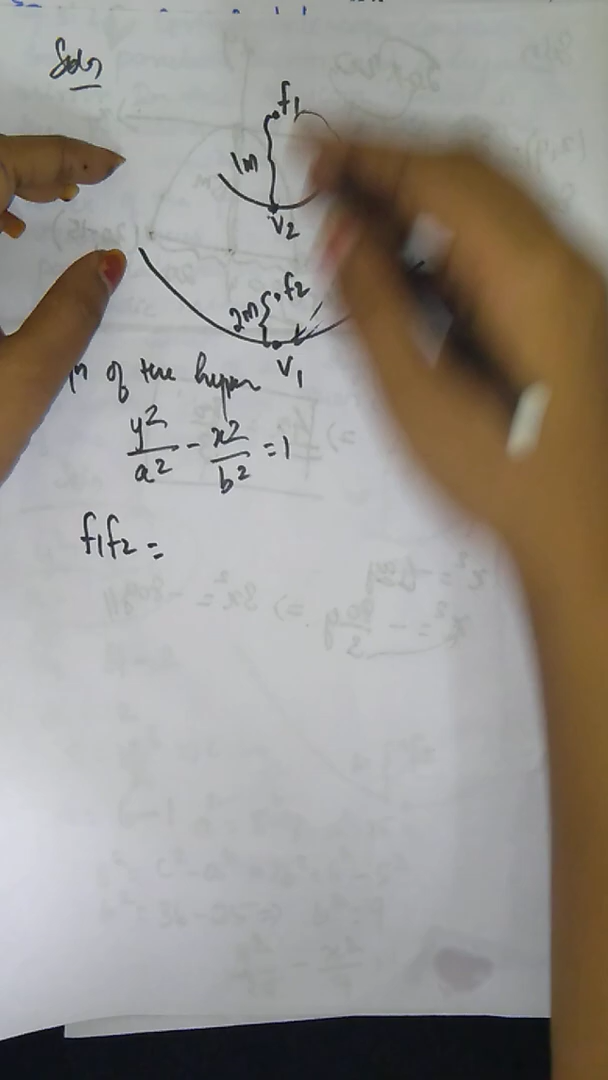 Soln
f1
1m
V2
2m f2
V1
n of the hyper
y²/a² - x²/b² = 1
f1f2 =